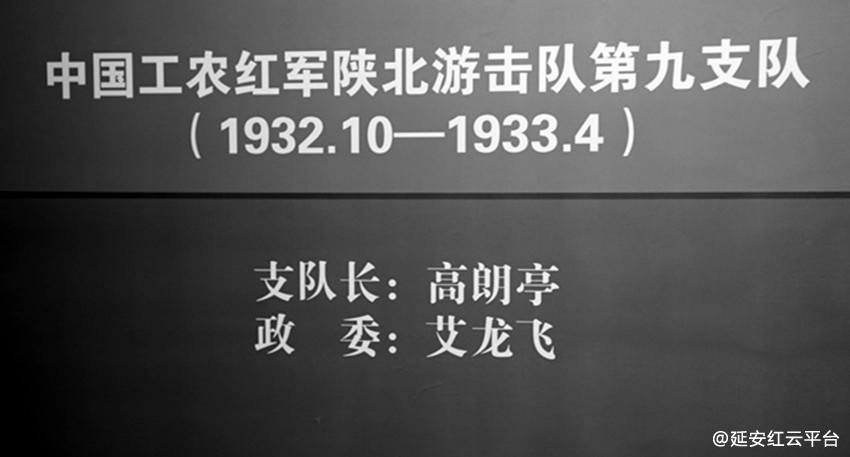 中国工农红军陕北游击队第九支队
（1932.10—1933.4）
支队长：高朗亭
政　委：艾龙飞
@延安红云平台